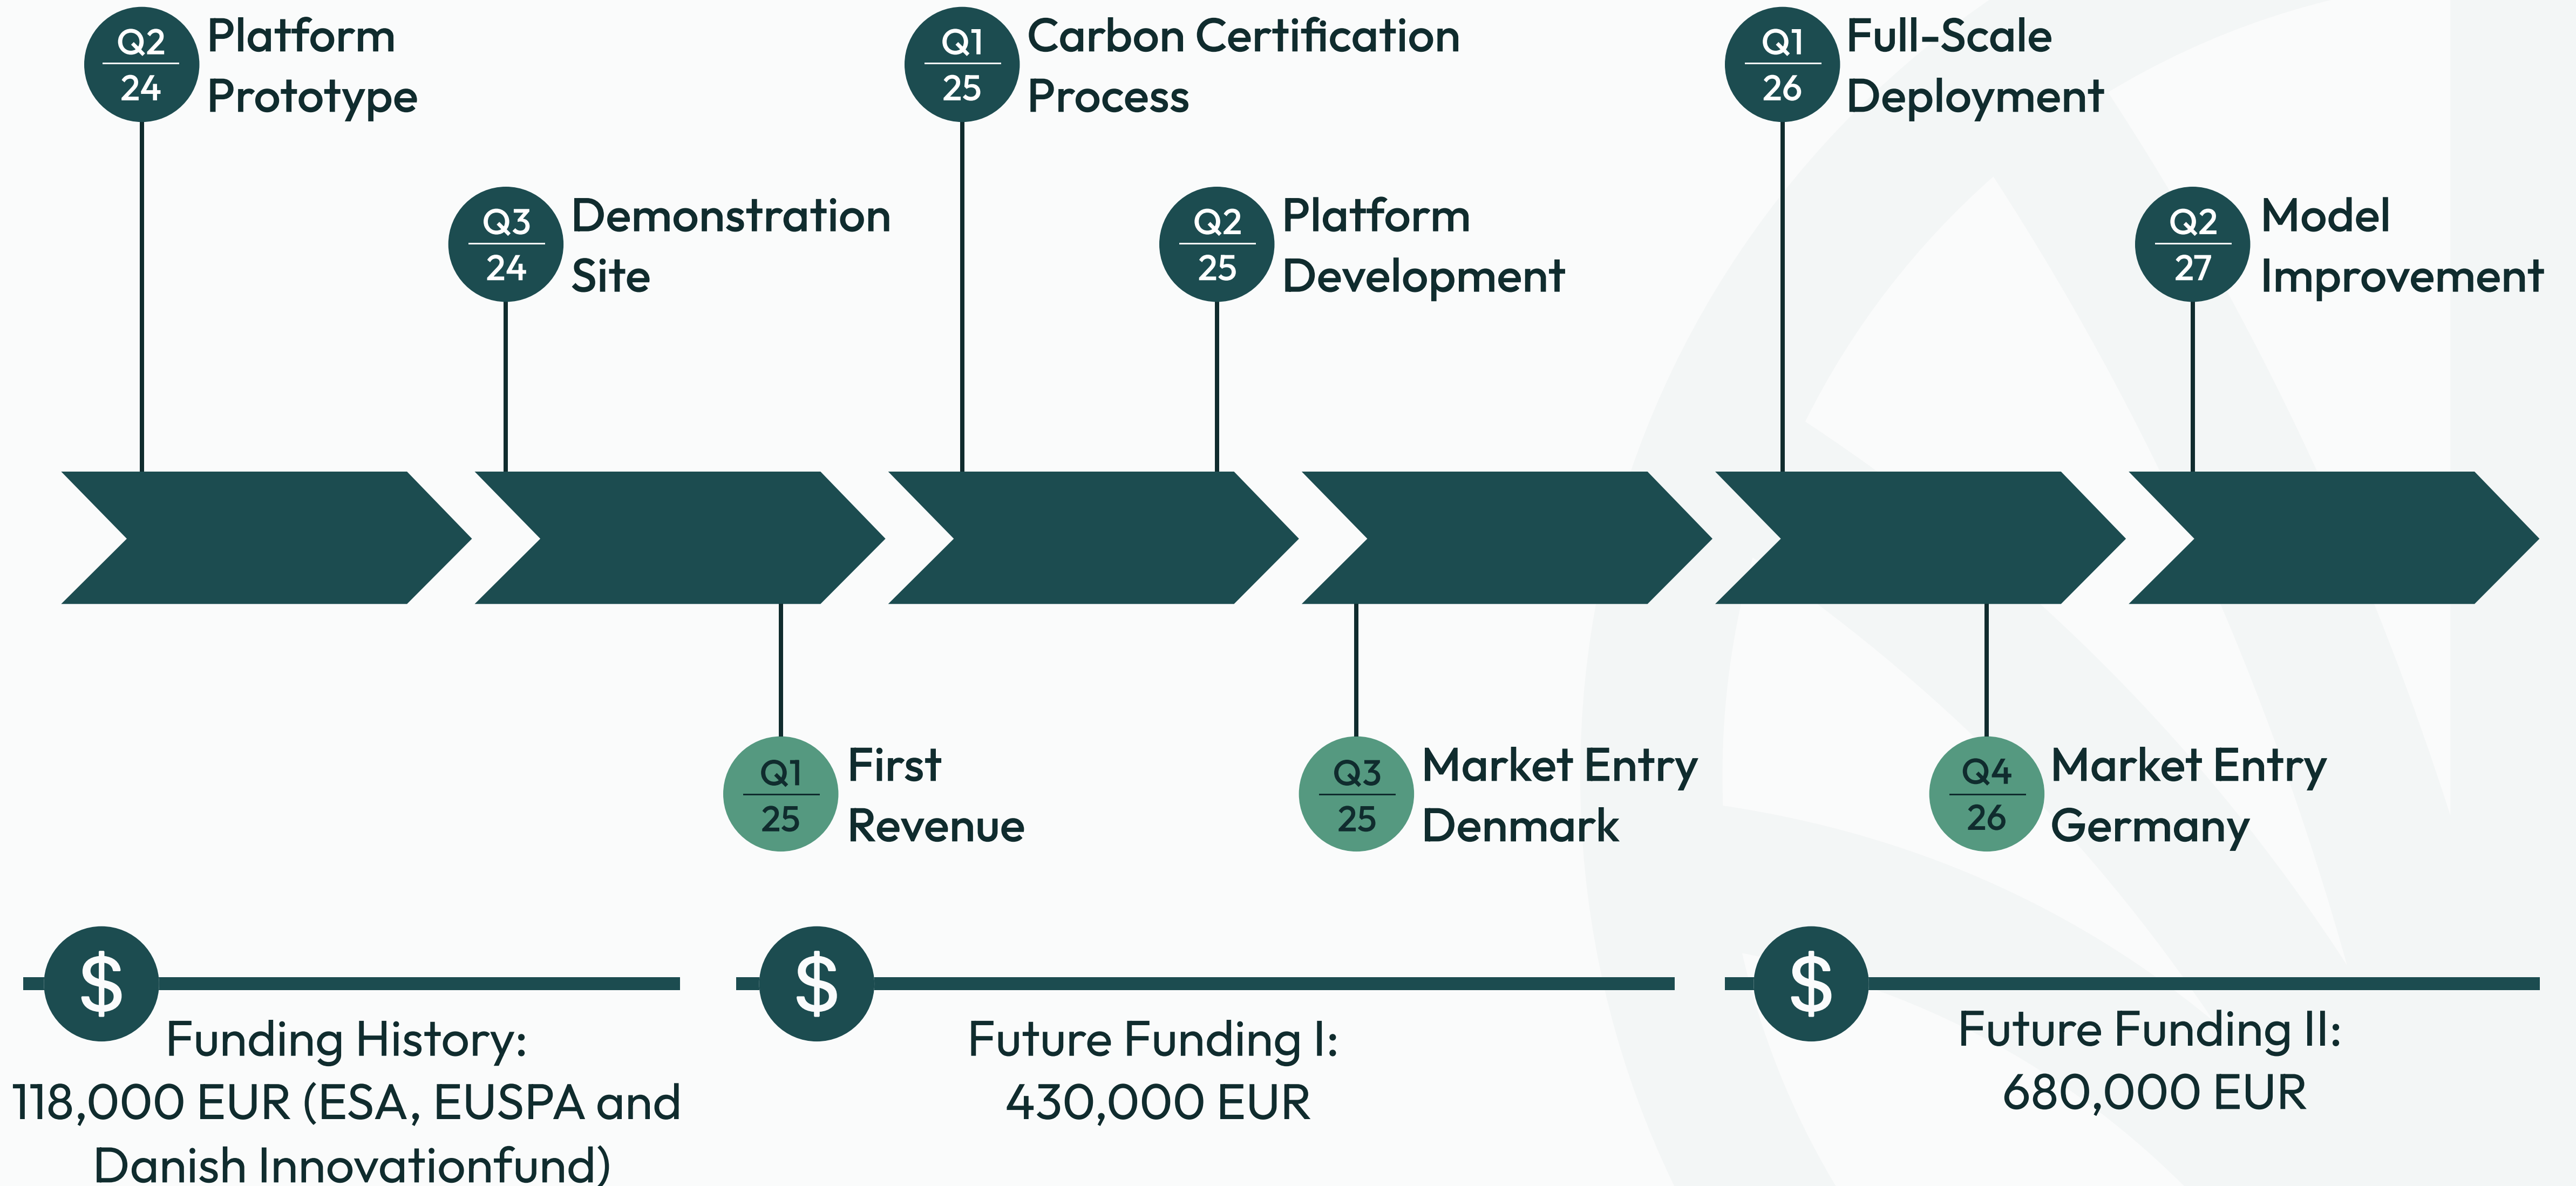 Q2
24
Platform
Prototype
Q1
25
Carbon Certification
Process
Q1
26
Full-Scale
Deployment
Q3
24
Demonstration
Site
Q2
25
Platform
Development
Q2
27
Model
Improvement
Q1
25
First
Revenue
Q3
25
Market Entry
Denmark
Q4
26
Market Entry
Germany
$
Funding History:
118,000 EUR (ESA, EUSPA and
Danish Innovationfund)
$
Future Funding I:
430,000 EUR
$
Future Funding II:
680,000 EUR